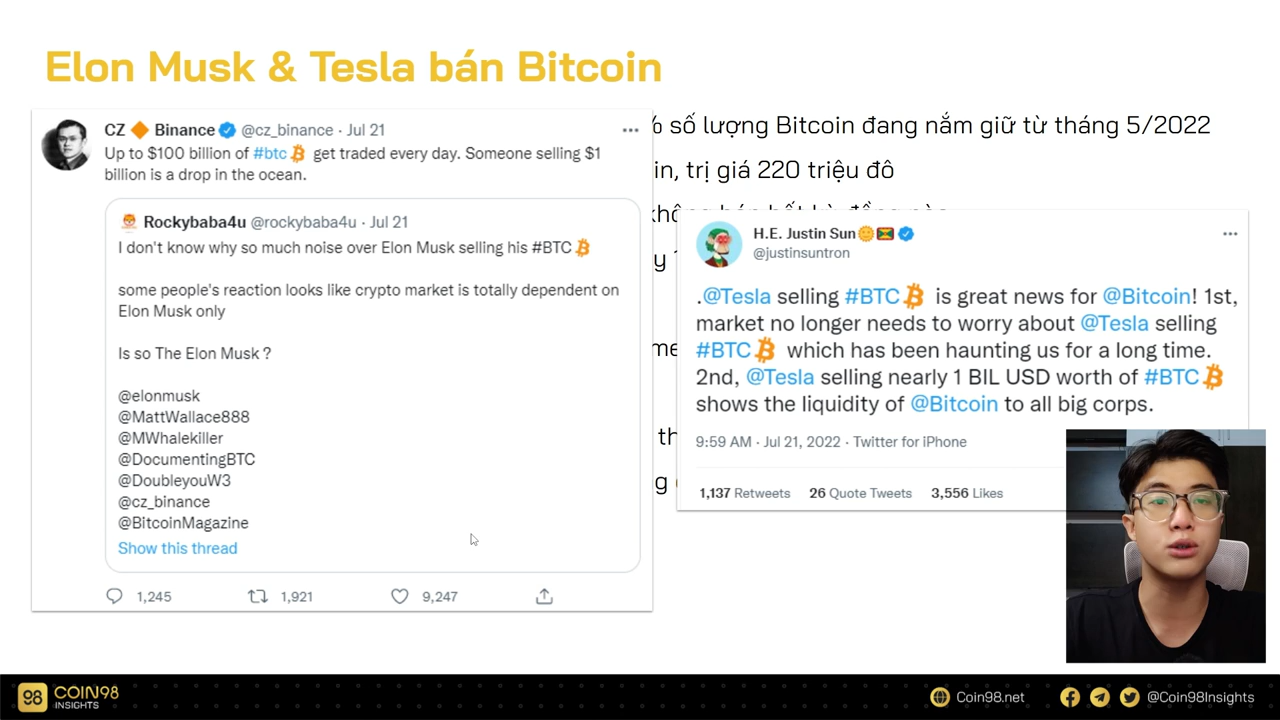 Elon Musk & Tesla bán Bitcoin
CZ 🔶 Binance @cz_binance · Jul 21
Up to $100 billion of #btc get traded every day. Someone selling $1
billion is a drop in the ocean.
Rockybaba4u @rockybaba4u · Jul 21
I don't know why so much noise over Elon Musk selling his #BTC
some people's reaction looks like crypto market is totally dependent on
Elon Musk only
Is so The Elon Musk ?
@elonmusk
@MattWallace888
@MWhalekiller
@DocumentingBTC
@DoubleyouW3
@cz_binance
@BitcoinMagazine
Show this thread
1,245 1,921 9,247
% số lượng Bitcoin đang nắm giữ từ tháng 5/2022
in, trị giá 220 triệu đô
H.E. Justin Sun🌞🇬🇩
@justinsuntron
.@Tesla selling #BTC is great news for @Bitcoin! 1st,
market no longer needs to worry about @Tesla selling
#BTC which has been haunting us for a long time.
2nd, @Tesla selling nearly 1 BIL USD worth of #BTC
shows the liquidity of @Bitcoin to all big corps.
9:59 AM · Jul 21, 2022 · Twitter for iPhone
1,137 Retweets 26 Quote Tweets 3,556 Likes
98 COIN98
INSIGHTS
Coin98.net
@Coin98Insights